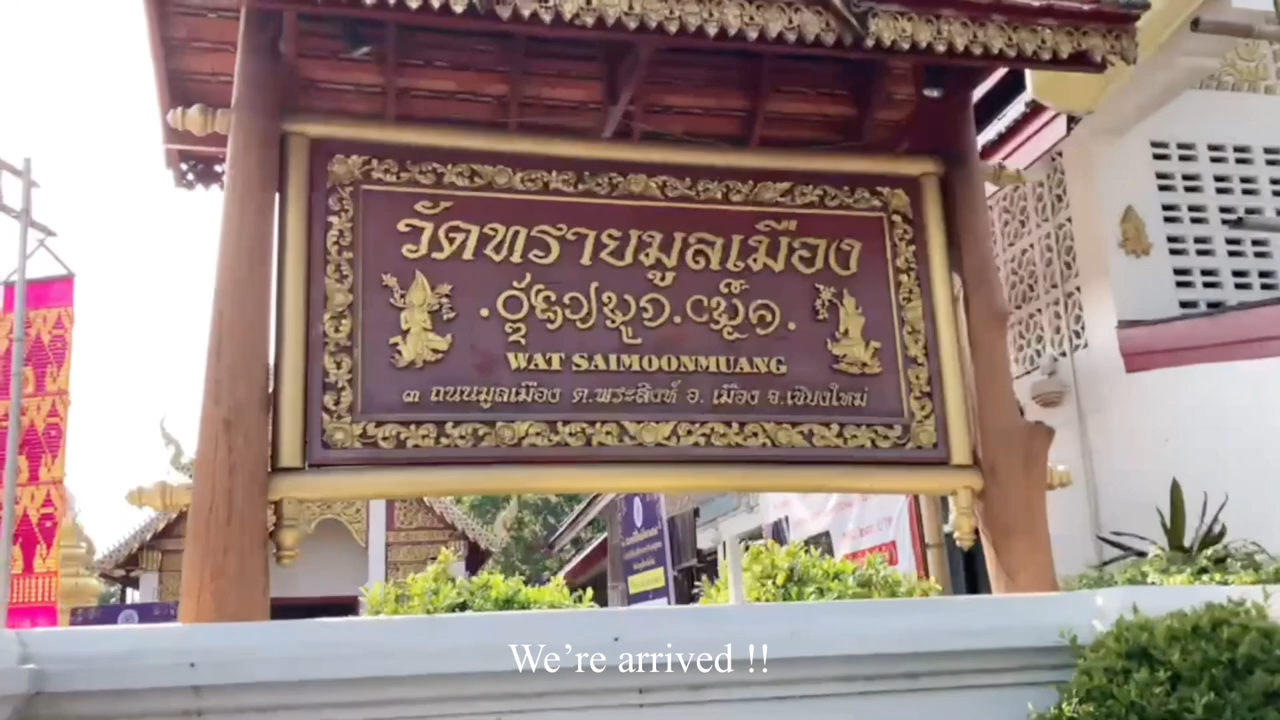 วัดทรายมูลเมือง
WAT SAIMOONMUANG
๓ ถนนมูลเมือง ต.พระสิงห์ อ. เมือง จ.เชียงใหม่
We’re arrived !!